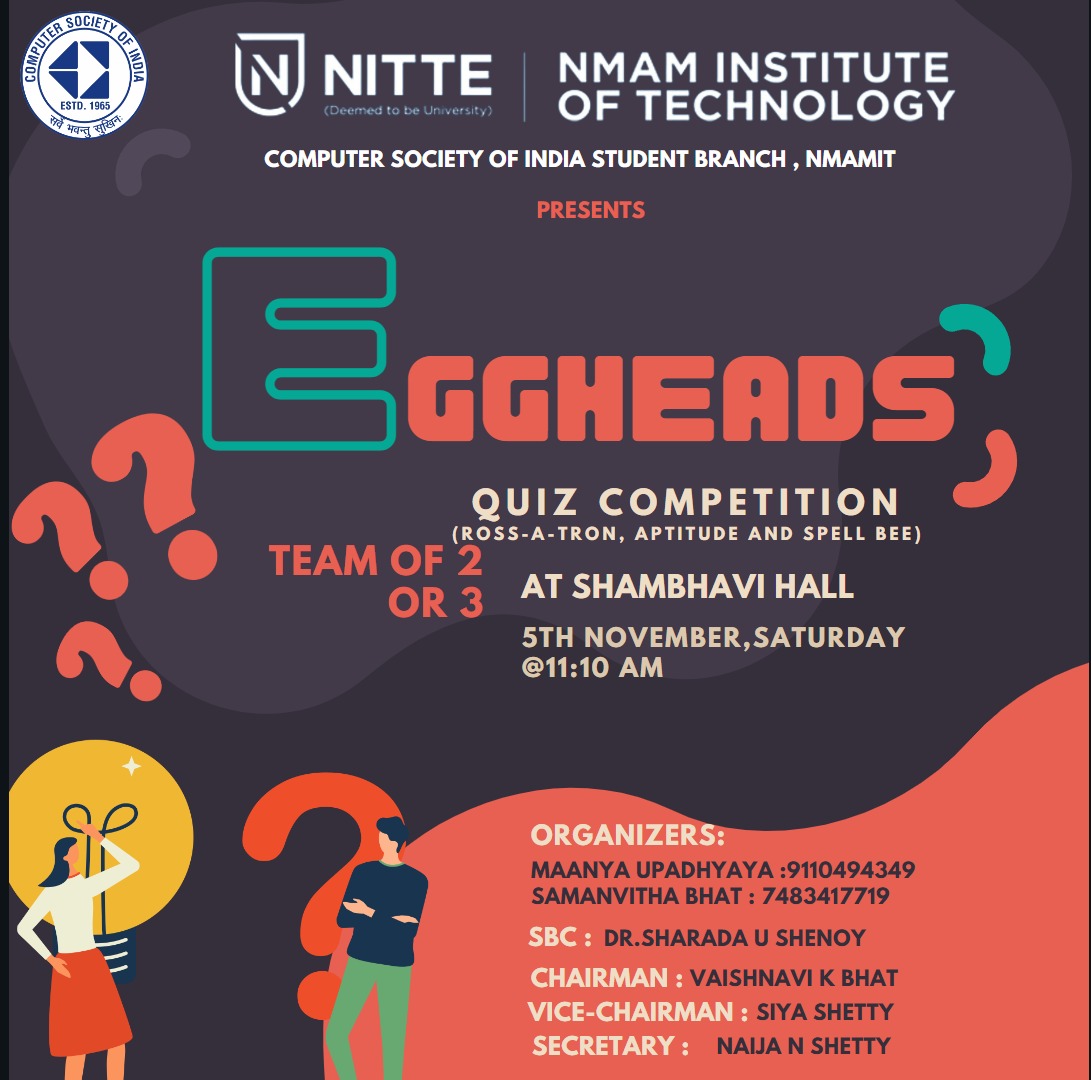 COMPUTER SOCIETY OF INDIA
ESTD. 1965
सर्वे भवन्तु सुखिनः
N NITTE
(Deemed to be University)
NMAM INSTITUTE
OF TECHNOLOGY
COMPUTER SOCIETY OF INDIA STUDENT BRANCH , NMAMIT
PRESENTS
EGGHEADS
QUIZ COMPETITION
(ROSS-A-TRON, APTITUDE AND SPELL BEE)
TEAM OF 2
OR 3
AT SHAMBHAVI HALL
5TH NOVEMBER,SATURDAY
@11:10 AM
ORGANIZERS:
MAANYA UPADHYAYA :9110494349
SAMANVITHA BHAT : 7483417719
SBC : DR.SHARADA U SHENOY
CHAIRMAN : VAISHNAVI K BHAT
VICE-CHAIRMAN : SIYA SHETTY
SECRETARY : NAIJA N SHETTY